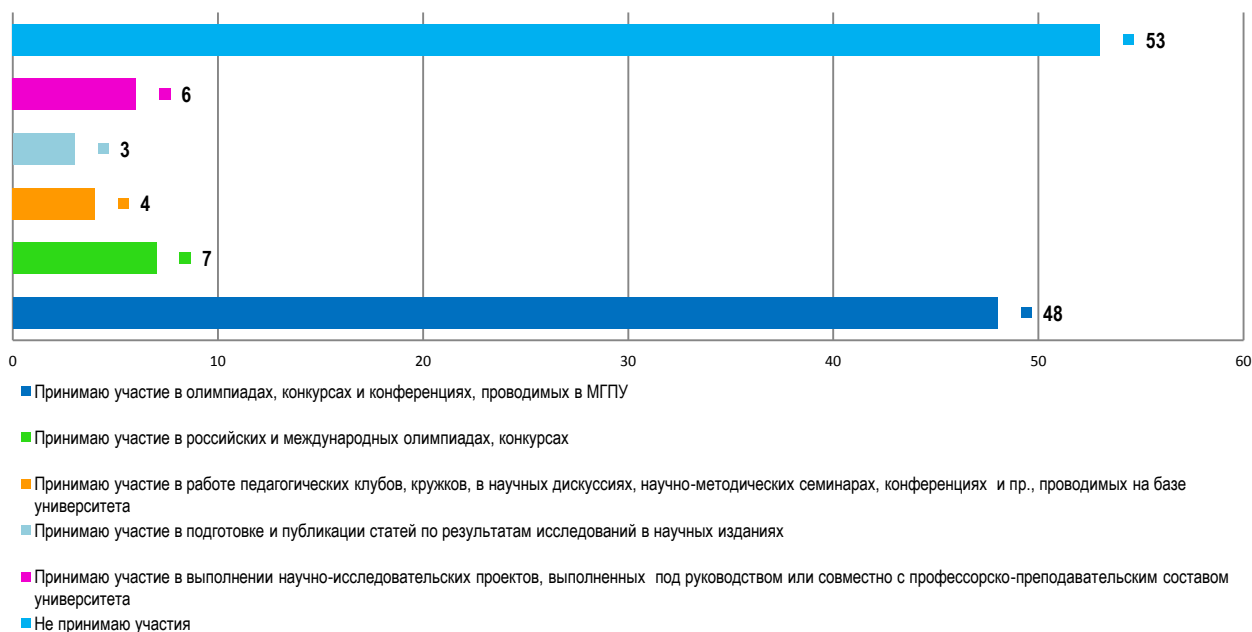 53
6
3
4
7
48
0 10 20 30 40 50 60
Принимаю участие в олимпиадах, конкурсах и конференциях, проводимых в МГПУ
Принимаю участие в российских и международных олимпиадах, конкурсах
Принимаю участие в работе педагогических клубов, кружков, в научных дискуссиях, научно-методических семинарах, конференциях и пр., проводимых на базе
университета
Принимаю участие в подготовке и публикации статей по результатам исследований в научных изданиях
Принимаю участие в выполнении научно-исследовательских проектов, выполненных под руководством или совместно с профессорско-преподавательским составом
университета
Не принимаю участия